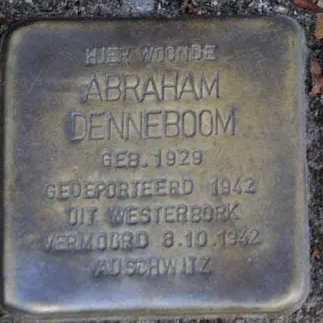 HIER WOONDE
ABRAHAM
DENNEBOOM
GEB. 1929
GEDEPORTEERD 1942
UIT WESTERBORK
VERMOORD 8.10.1942
AUSCHWITZ